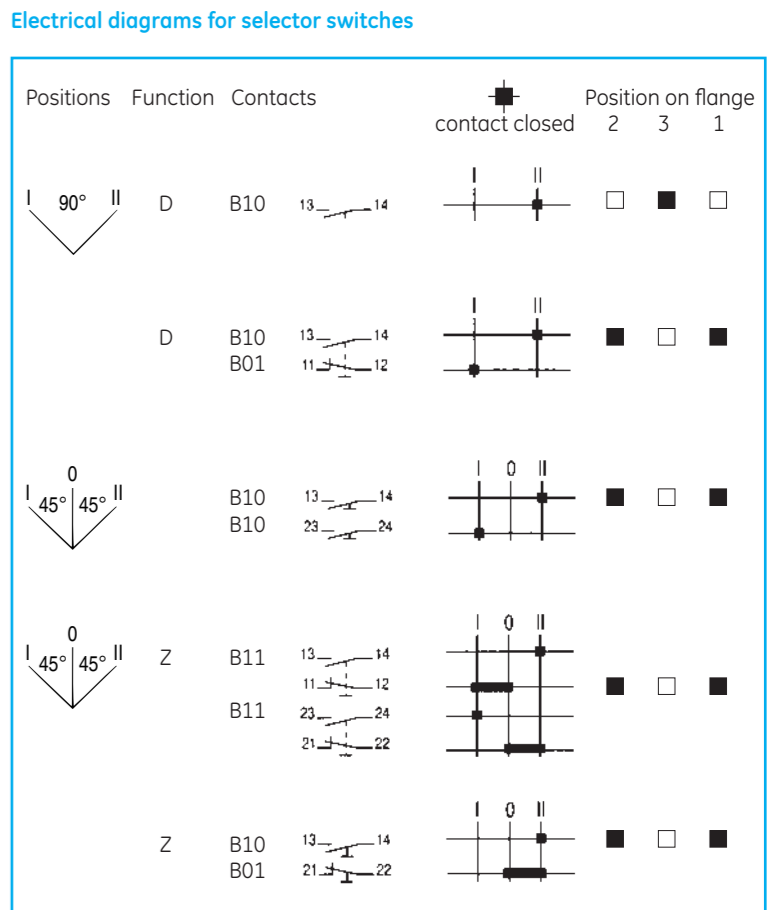 Electrical diagrams for selector switches
Positions Function Contacts contact closed Position on flange
2 3 1
I 90° II D B10 13 14 I II
D B10 13 14 I II
B01 11 12
0
I 45° 45° II B10 13 14 I 0 II
B10 23 24
0
I 45° 45° II Z B11 13 14 I 0 II
11 12
B11 23 24
21 22
Z B10 13 14 I 0 II
B01 21 22